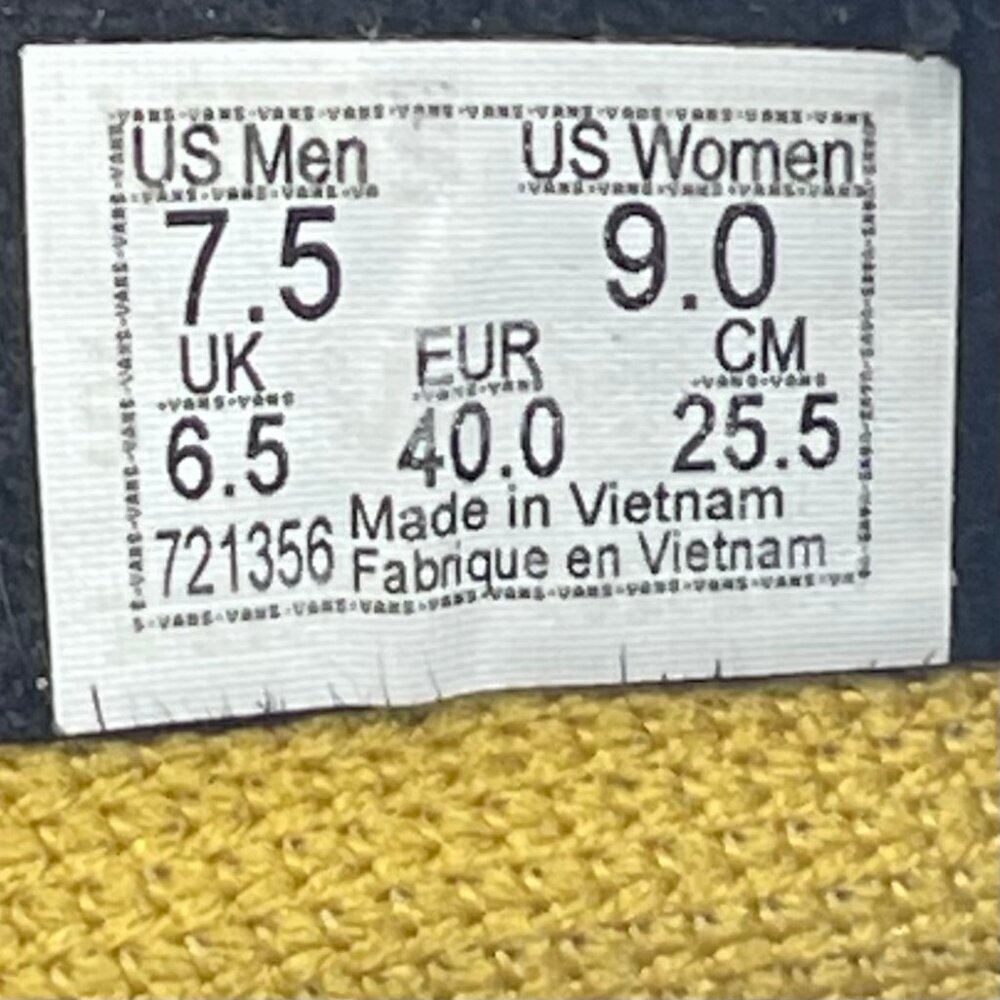 US Men US Women
7.5 9.0
UK EUR CM
6.5 40.0 25.5
721356 Made in Vietnam
Fabrique en Vietnam